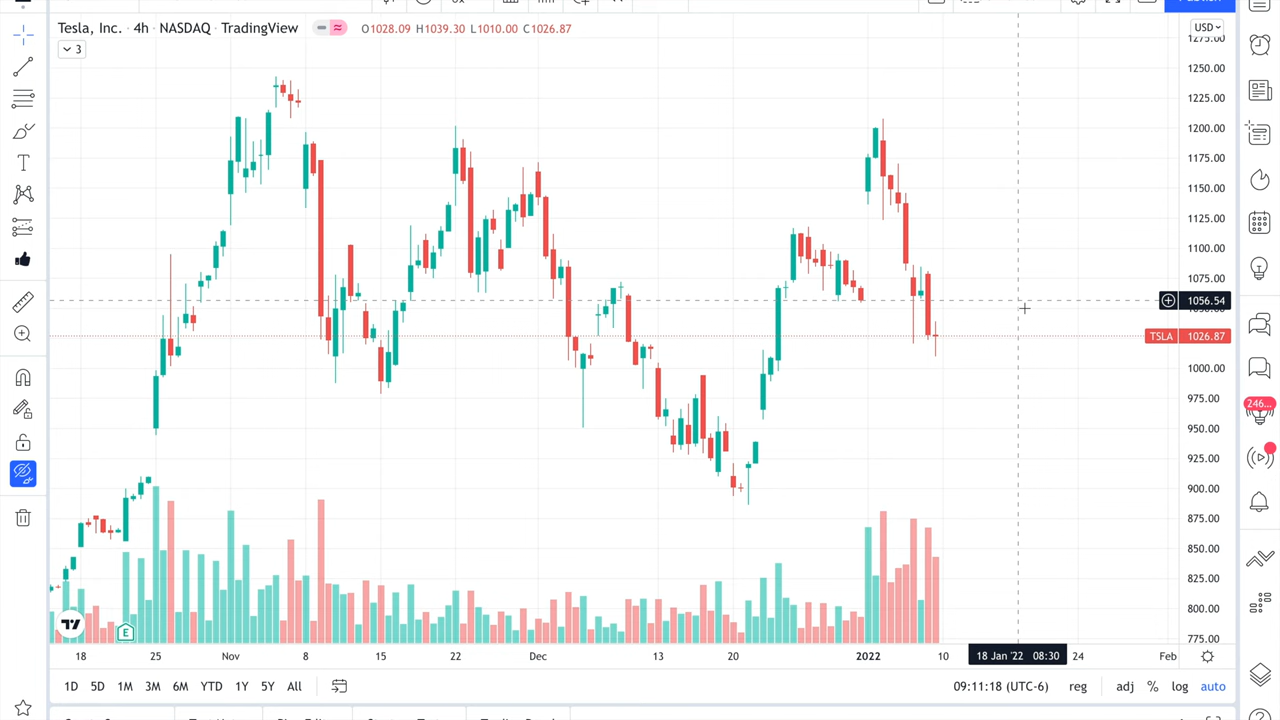 Tesla, Inc. · 4h · NASDAQ · TradingView
O1028.09 H1039.30 L1010.00 C1026.87
3
USD
1275.00
1250.00
1225.00
1200.00
1175.00
1150.00
1125.00
1100.00
1075.00
1056.54
TSLA 1026.87
1000.00
975.00
950.00
925.00
900.00
875.00
850.00
825.00
800.00
775.00
246...
T
E
18 25 Nov 8 15 22 Dec 13 20 2022 10 18 Jan '22 08:30 24 Feb
1D 5D 1M 3M 6M YTD 1Y 5Y All
09:11:18 (UTC-6) reg adj % log auto